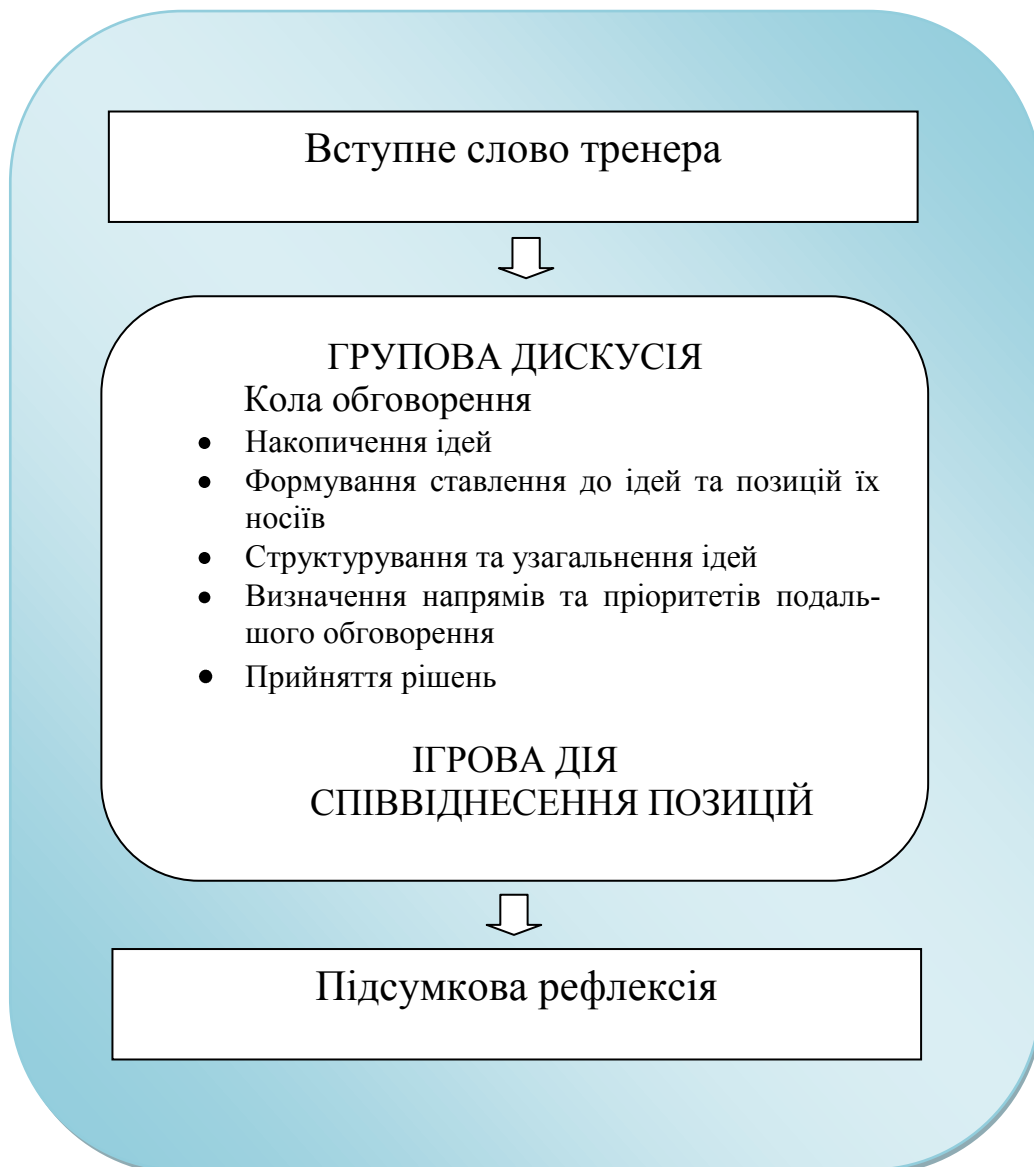 Вступне слово тренера
ГРУПОВА ДИСКУСІЯ
Кола обговорення
• Накопичення ідей
• Формування ставлення до ідей та позицій їх
носіїв
• Структурування та узагальнення ідей
• Визначення напрямів та пріоритетів подаль-
шого обговорення
• Прийняття рішень
ІГРОВА ДІЯ
СПІВВІДНЕСЕННЯ ПОЗИЦІЙ
Підсумкова рефлексія